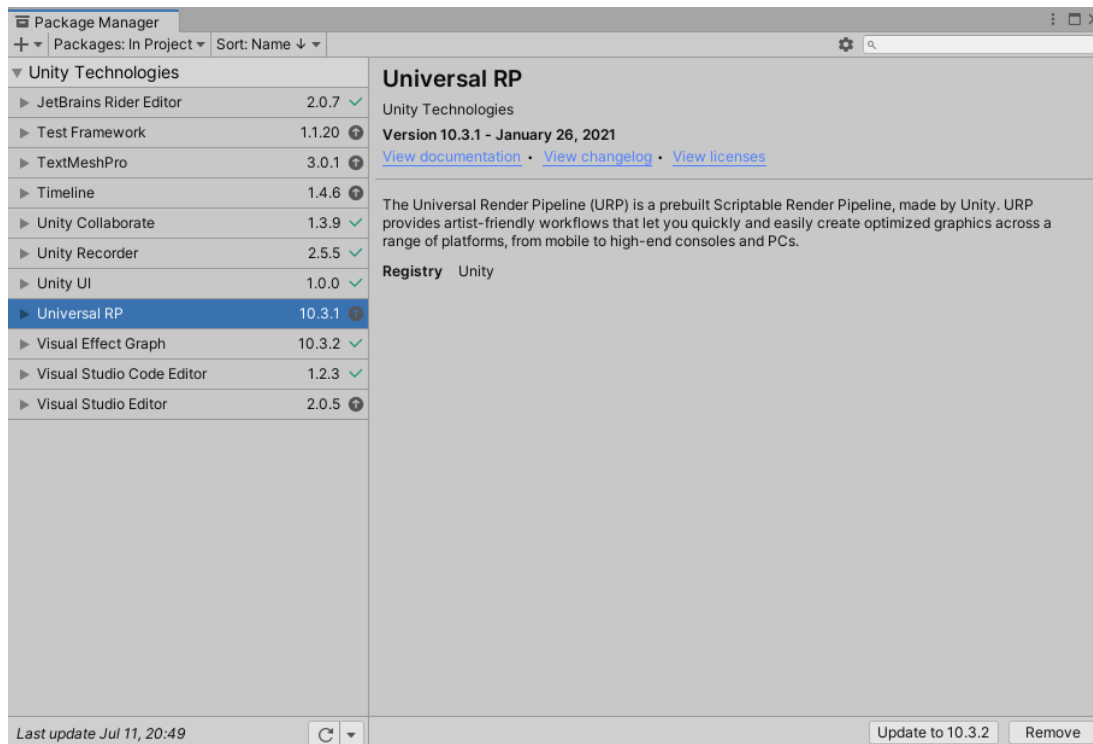 Package Manager
Packages: In Project Sort: Name ↓
Unity Technologies
JetBrains Rider Editor 2.0.7
Test Framework 1.1.20
TextMeshPro 3.0.1
Timeline 1.4.6
Unity Collaborate 1.3.9
Unity Recorder 2.5.5
Unity UI 1.0.0
Universal RP 10.3.1
Visual Effect Graph 10.3.2
Visual Studio Code Editor 1.2.3
Visual Studio Editor 2.0.5
Last update Jul 11, 20:49
Universal RP
Unity Technologies
Version 10.3.1 - January 26, 2021
View documentation • View changelog • View licenses
The Universal Render Pipeline (URP) is a prebuilt Scriptable Render Pipeline, made by Unity. URP
provides artist-friendly workflows that let you quickly and easily create optimized graphics across a
range of platforms, from mobile to high-end consoles and PCs.
Registry Unity
Update to 10.3.2 Remove